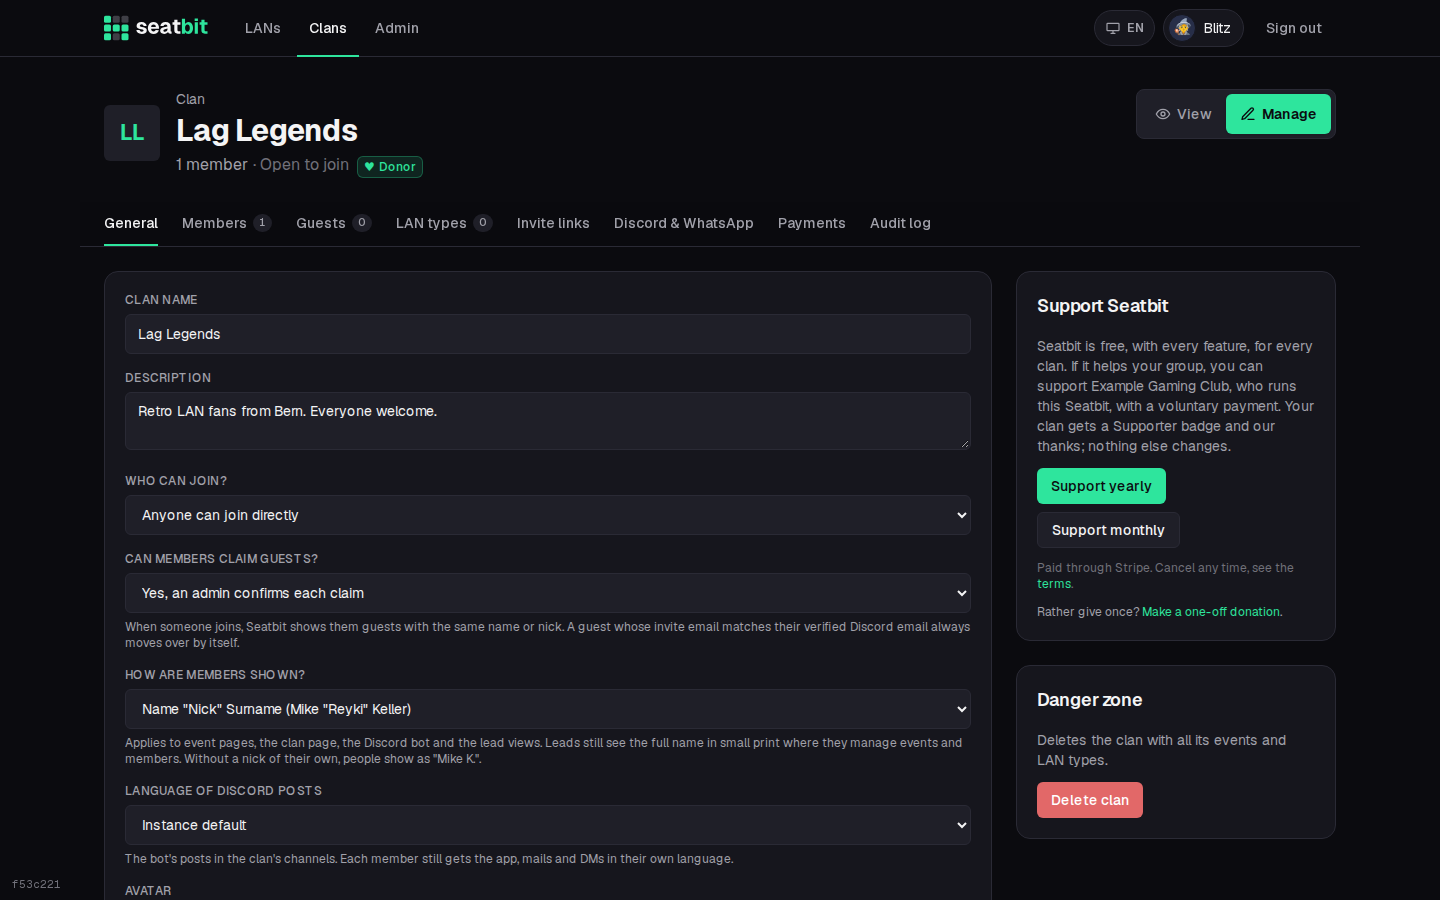 seatbit
LANs
Clans
Admin
EN
Blitz
Sign out
Clan
LL
Lag Legends
1 member · Open to join
♥ Donor
View
Manage
General
Members 1
Guests 0
LAN types 0
Invite links
Discord & WhatsApp
Payments
Audit log
CLAN NAME
Lag Legends
DESCRIPTION
Retro LAN fans from Bern. Everyone welcome.
WHO CAN JOIN?
Anyone can join directly
CAN MEMBERS CLAIM GUESTS?
Yes, an admin confirms each claim
When someone joins, Seatbit shows them guests with the same name or nick. A guest whose invite email matches their verified Discord email always
moves over by itself.
HOW ARE MEMBERS SHOWN?
Name "Nick" Surname (Mike "Reyki" Keller)
Applies to event pages, the clan page, the Discord bot and the lead views. Leads still see the full name in small print where they manage events and
members. Without a nick of their own, people show as "Mike K.".
LANGUAGE OF DISCORD POSTS
Instance default
The bot's posts in the clan's channels. Each member still gets the app, mails and DMs in their own language.
AVATAR
Support Seatbit
Seatbit is free, with every feature, for every
clan. If it helps your group, you can
support Example Gaming Club, who runs
this Seatbit, with a voluntary payment. Your
clan gets a Supporter badge and our
thanks; nothing else changes.
Support yearly
Support monthly
Paid through Stripe. Cancel any time, see the
terms.
Rather give once? Make a one-off donation.
Danger zone
Deletes the clan with all its events and
LAN types.
Delete clan
f53c221